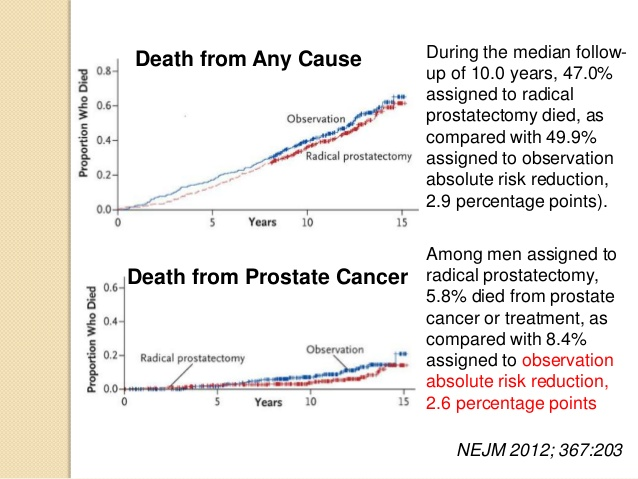 Death from Any Cause
Proportion Who Died
0.8
0.6
0.4
0.2
0.0
Observation
Radical prostatectomy
0
5
10
15
Years
During the median follow-
up of 10.0 years, 47.0%
assigned to radical
prostatectomy died, as
compared with 49.9%
assigned to observation
absolute risk reduction,
2.9 percentage points).
Death from Prostate Cancer
Proportion Who Died
0.6
0.4
0.2
0.0
Radical prostatectomy
Observation
0
5
10
15
Years
Among men assigned to
radical prostatectomy,
5.8% died from prostate
cancer or treatment, as
compared with 8.4%
assigned to observation
absolute risk reduction,
2.6 percentage points
NEJM 2012; 367:203